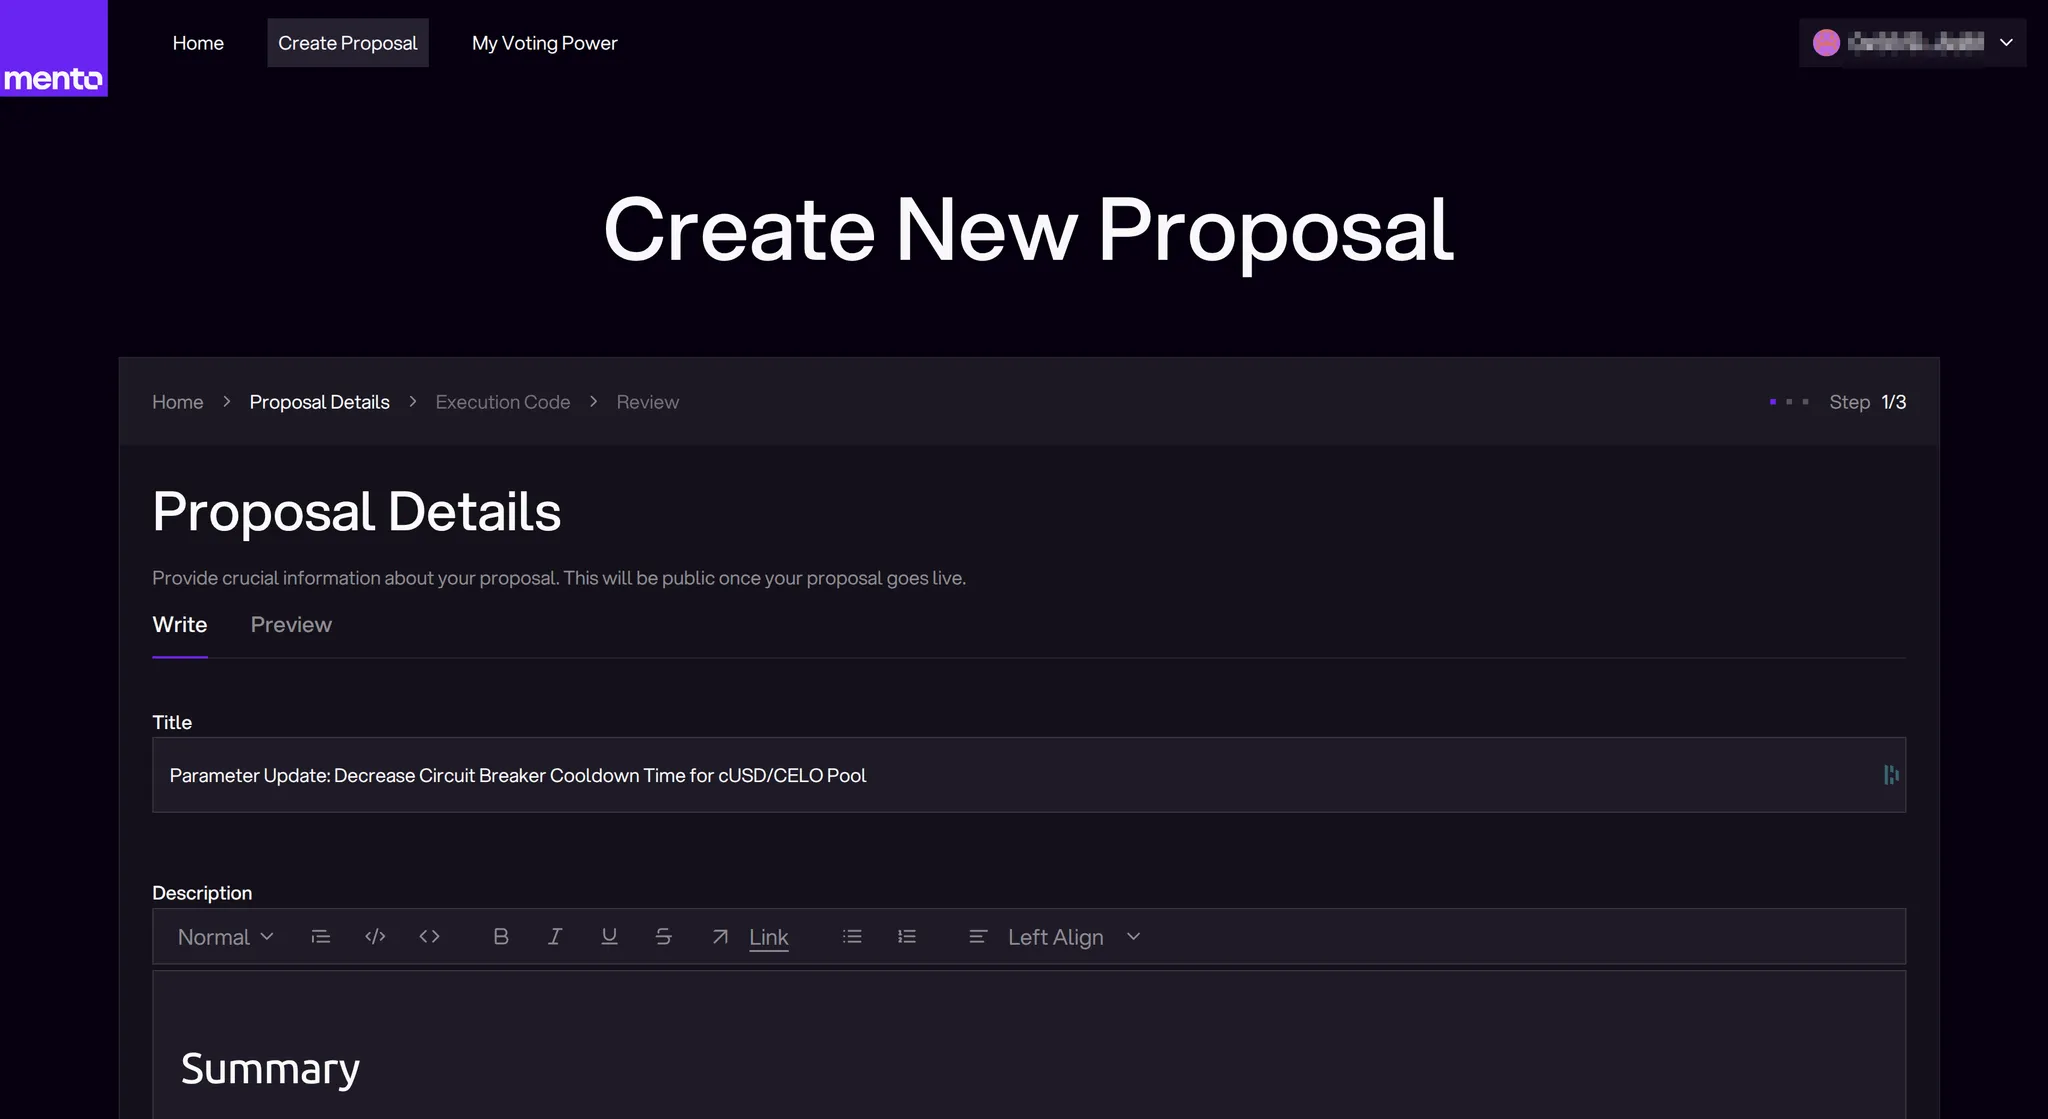 mento
Home
Create Proposal
My Voting Power
Create New Proposal
Home > Proposal Details > Execution Code > Review
Step 1/3
Proposal Details
Provide crucial information about your proposal. This will be public once your proposal goes live.
Write
Preview
Title
Parameter Update: Decrease Circuit Breaker Cooldown Time for cUSD/CELO Pool
Description
Normal
Link
Left Align
Summary